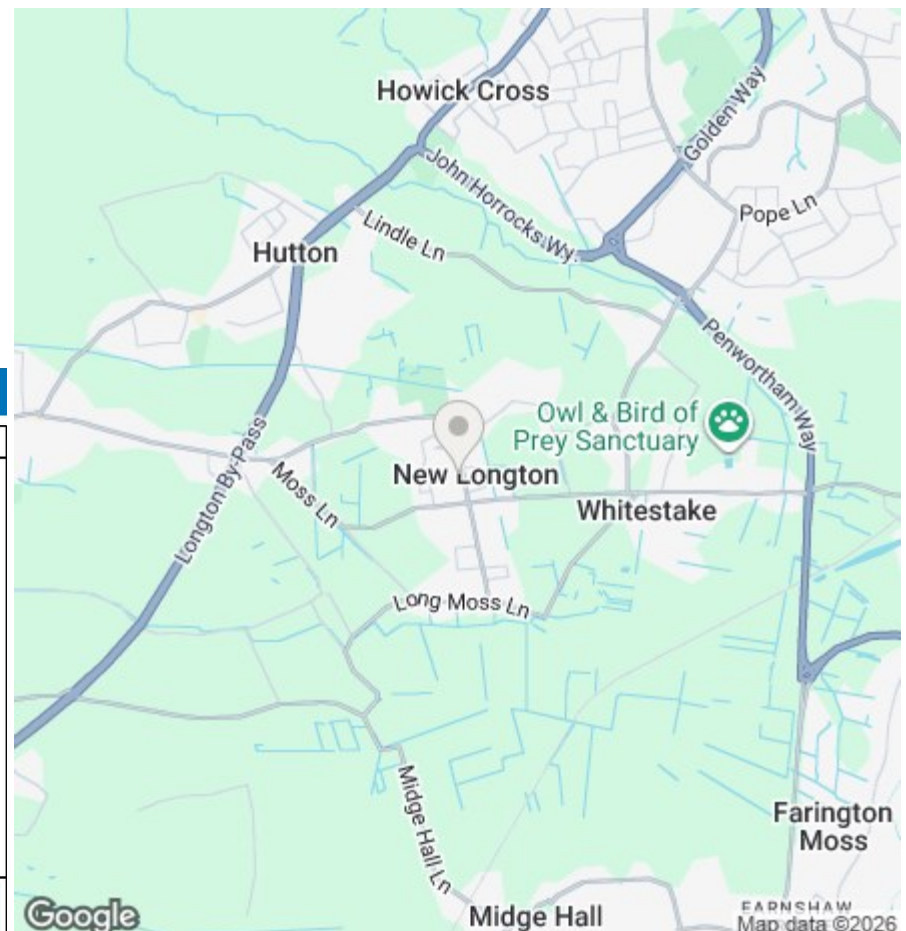 Howick Cross
Golden Way
John Horrocks Wy.
Pope Ln
Lindle Ln
Hutton
Penwortham Way
Owl & Bird of
Prey Sanctuary
Longton By-Pass
New Longton
Moss Ln
Whitestake
Long Moss Ln
Midge Hall Ln
Farington
Moss
Google
Midge Hall
EARNSHAW
Map data ©2026